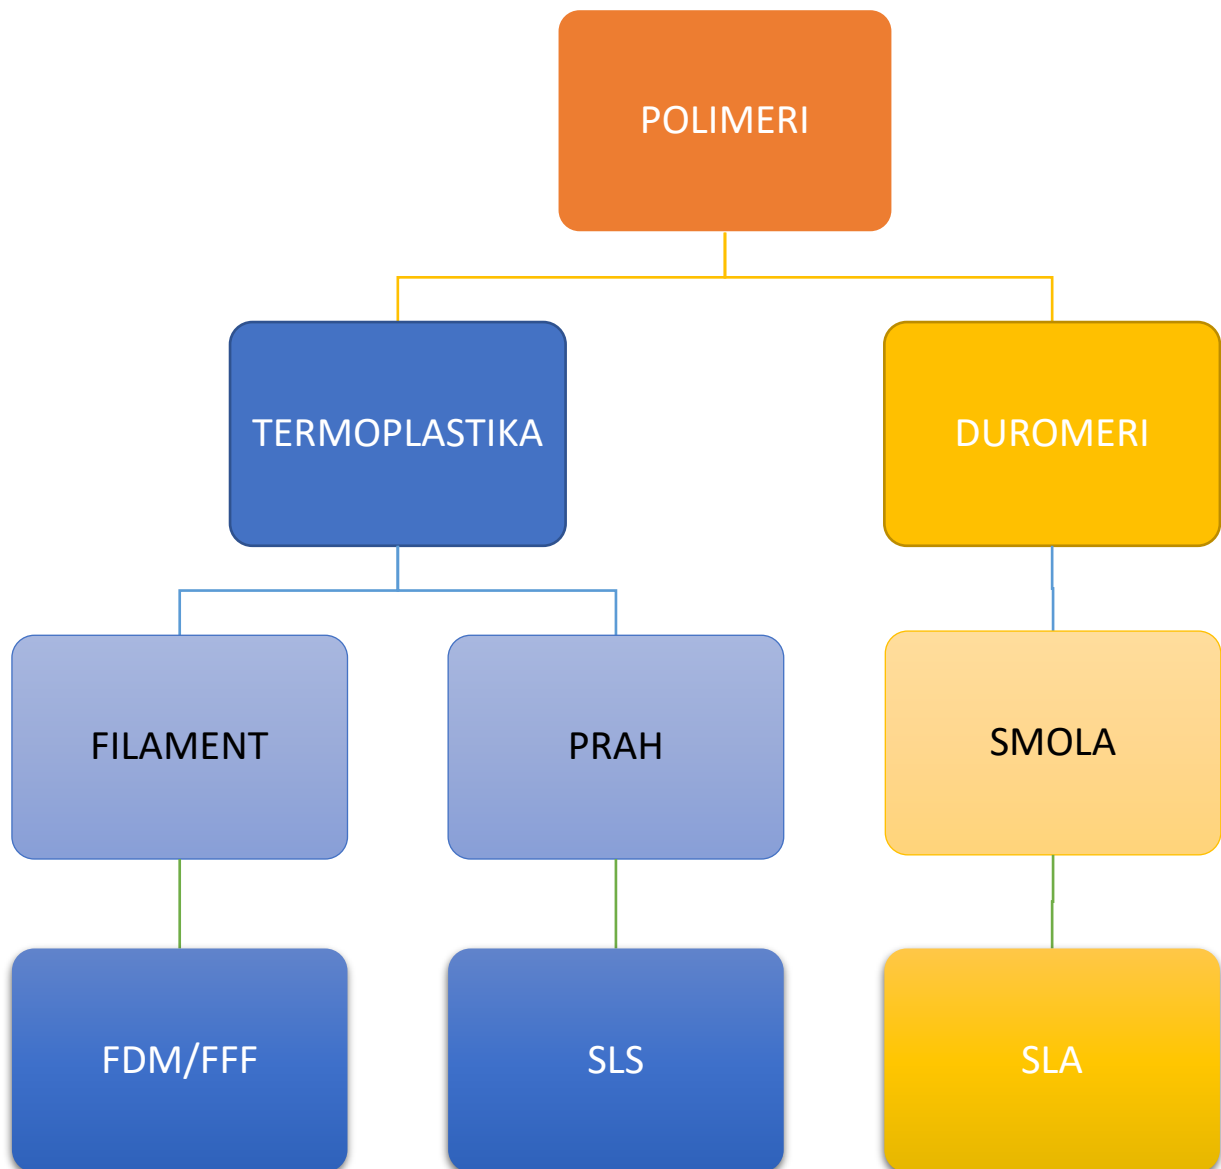 POLIMERI
TERMOPLASTIKA
DUROMERI
FILAMENT
PRAH
SMOLA
FDM/FFF
SLS
SLA